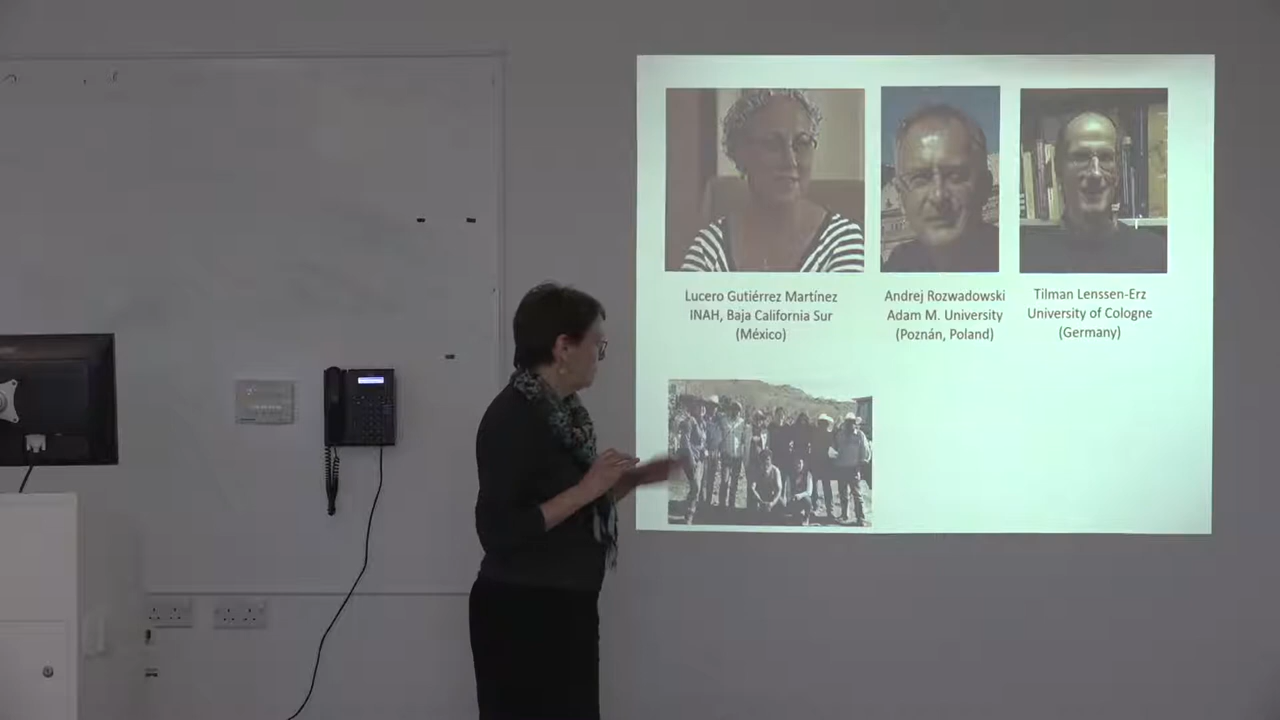 Lucero Gutiérrez Martínez
INAH, Baja California Sur
(México)
Andrej Rozwadowski
Adam M. University
(Poznán, Poland)
Tilman Lenssen-Erz
University of Cologne
(Germany)